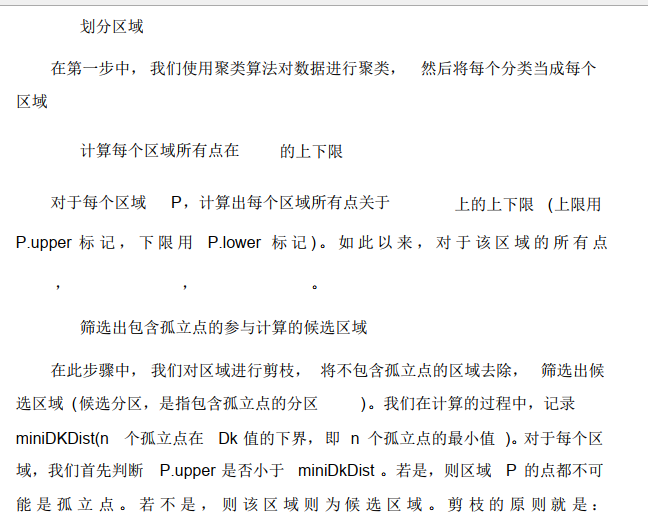 划分区域
在第一步中，我们使用聚类算法对数据进行聚类， 然后将每个分类当成每个
区域
计算每个区域所有点在 的上下限
对于每个区域 P，计算出每个区域所有点关于 上的上下限 (上限用
P.upper 标记，下限用 P.lower 标记)。如此以来，对于该区域的所有点
， ， 。
筛选出包含孤立点的参与计算的候选区域
在此步骤中，我们对区域进行剪枝， 将不包含孤立点的区域去除， 筛选出候
选区域 (候选分区，是指包含孤立点的分区 )。我们在计算的过程中，记录
miniDKDist(n 个孤立点在 Dk 值的下界，即 n 个孤立点的最小值 )。对于每个区
域，我们首先判断 P.upper 是否小于 miniDkDist 。若是，则区域 P 的点都不可
能是孤立点。若不是，则该区域则为候选区域。剪枝的原则就是：